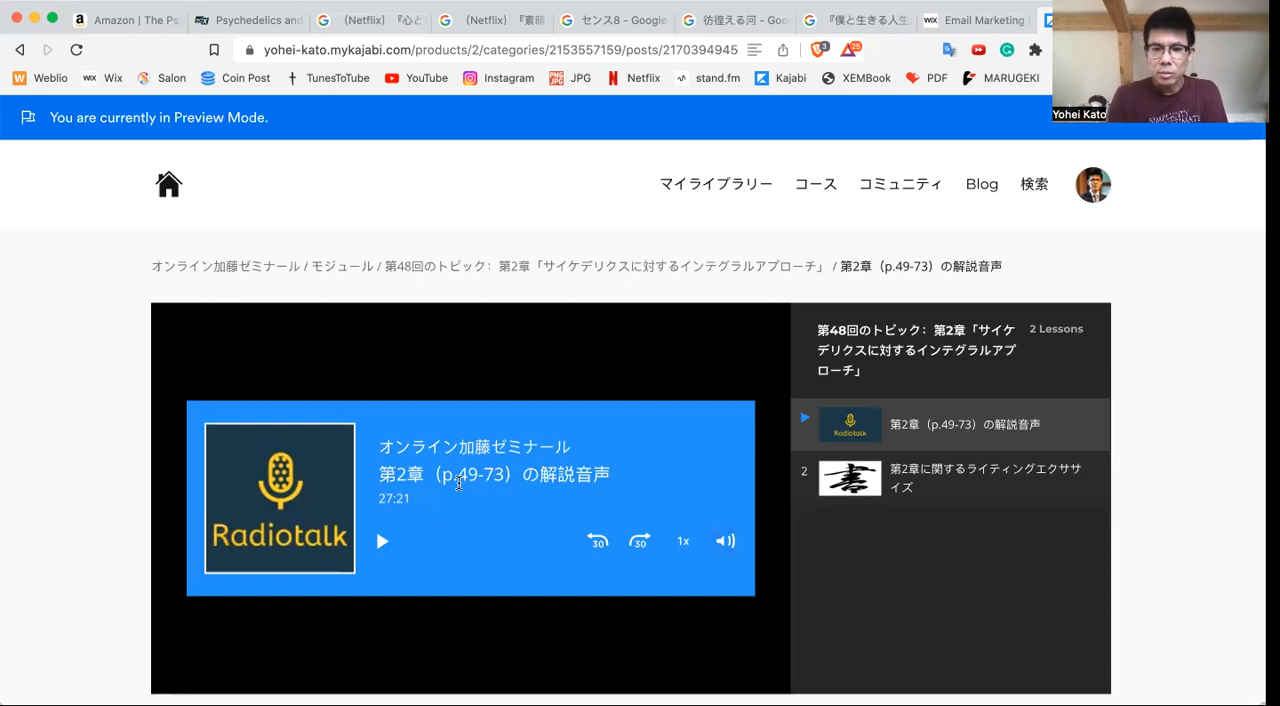 Amazon | The Ps
Psychedelics and
（Netflix）『心と
（Netflix）『素晴
センス8 - Google
彷徨える河 - Goo
『僕と生きる人生
WIX Email Marketing
yohei-kato.mykajabi.com/products/2/categories/2153557159/posts/2170394945
3
25
W Weblio
WIX Wix
Salon
Coin Post
TunesToTube
YouTube
Instagram
JPG
Netflix
stand.fm
Kajabi
XEMBook
PDF
MARUGEKI
Yohei Kato
You are currently in Preview Mode.
マイライブラリー
コース
コミュニティ
Blog
検索
オンライン加藤ゼミナール / モジュール / 第48回のトピック：第2章「サイケデリクスに対するインテグラルアプローチ」 / 第2章（p.49-73）の解説音声
オンライン加藤ゼミナール
第2章（p.49-73）の解説音声
27:21
Radiotalk
30
30
1x
第48回のトピック：第2章「サイケ
デリクスに対するインテグラルアプ
ローチ」
2 Lessons
Radiotalk
第2章（p.49-73）の解説音声
2
書
第2章に関するライティングエクササ
イズ